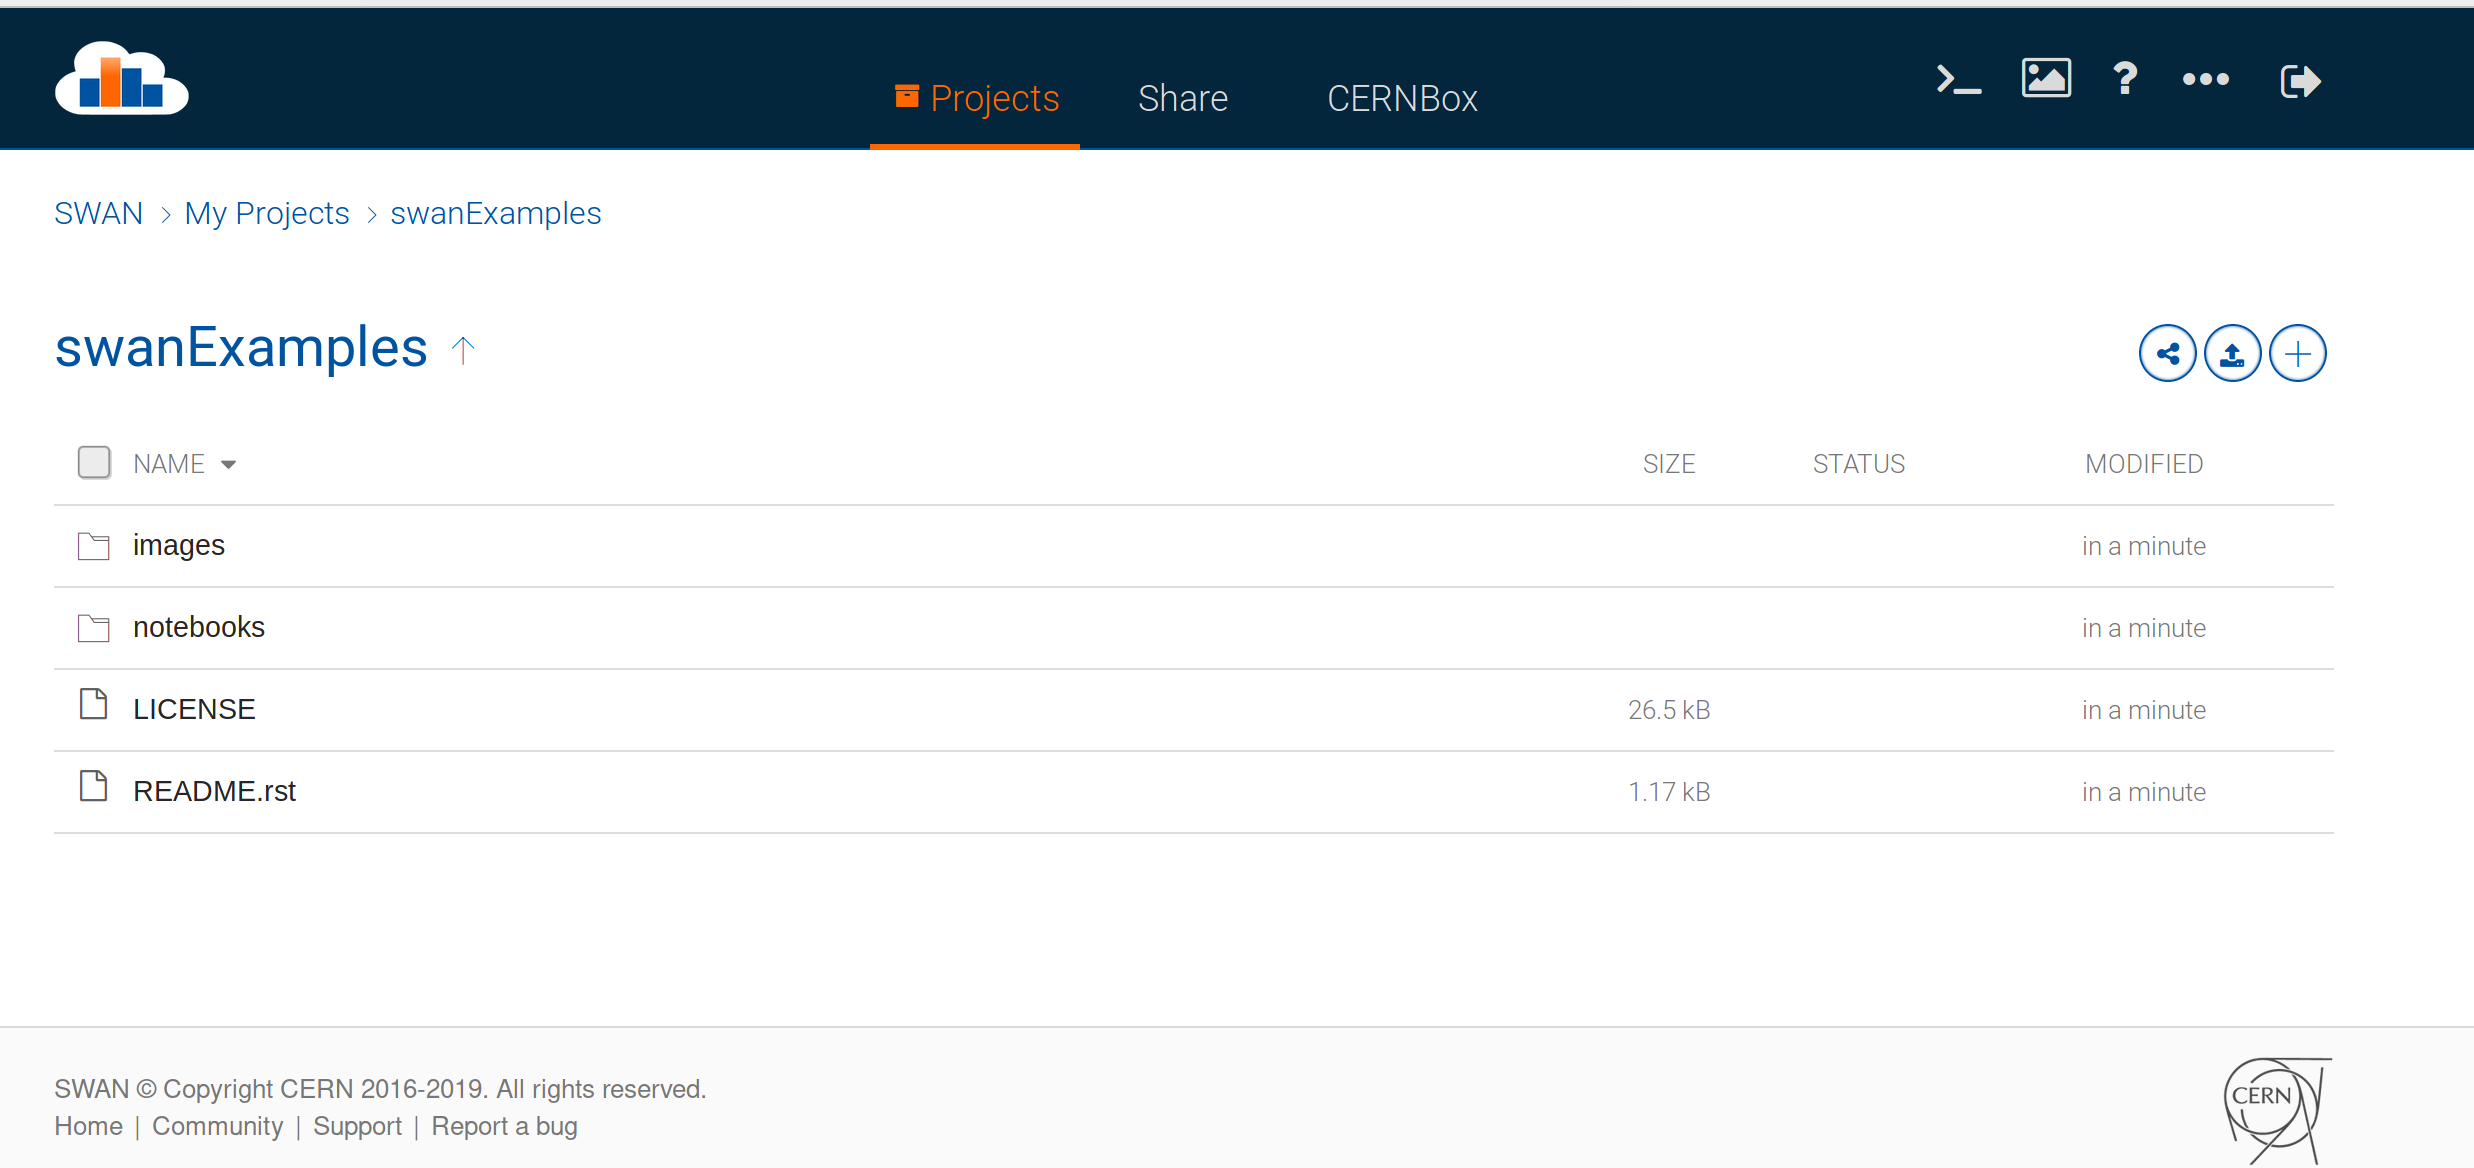 Projects Share CERNBox
SWAN > My Projects > swanExamples
swanExamples
NAME SIZE STATUS MODIFIED
images in a minute
notebooks in a minute
LICENSE 26.5 kB in a minute
README.rst 1.17 kB in a minute
SWAN © Copyright CERN 2016-2019. All rights reserved.
Home | Community | Support | Report a bug
CERN